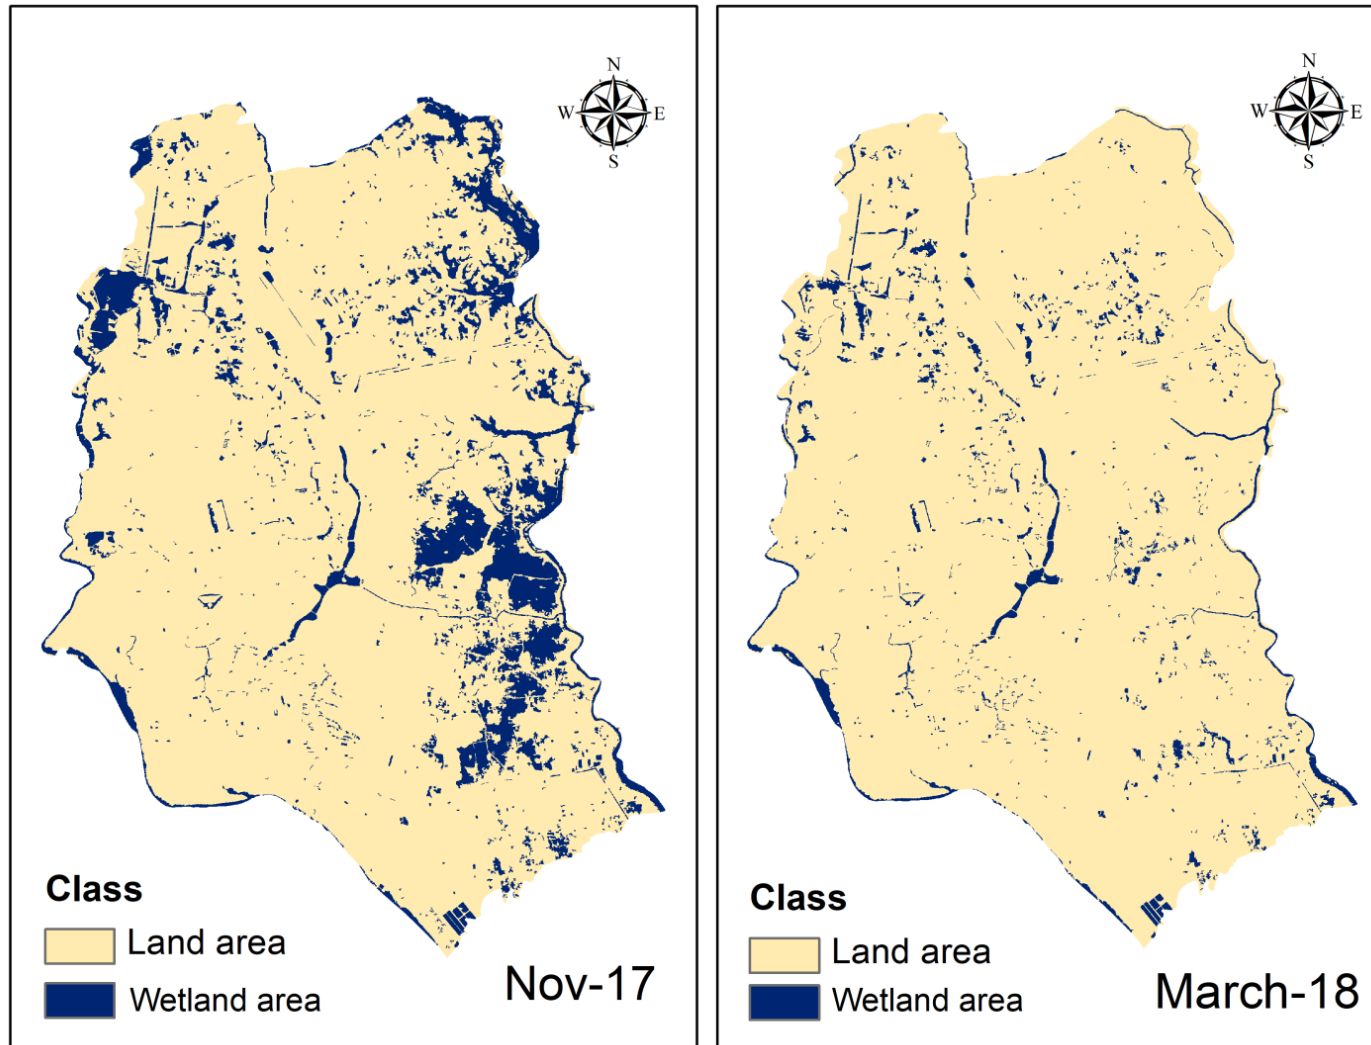 N
W E
S
Class
Land area
Wetland area
Nov-17
N
W E
S
Class
Land area
Wetland area
March-18